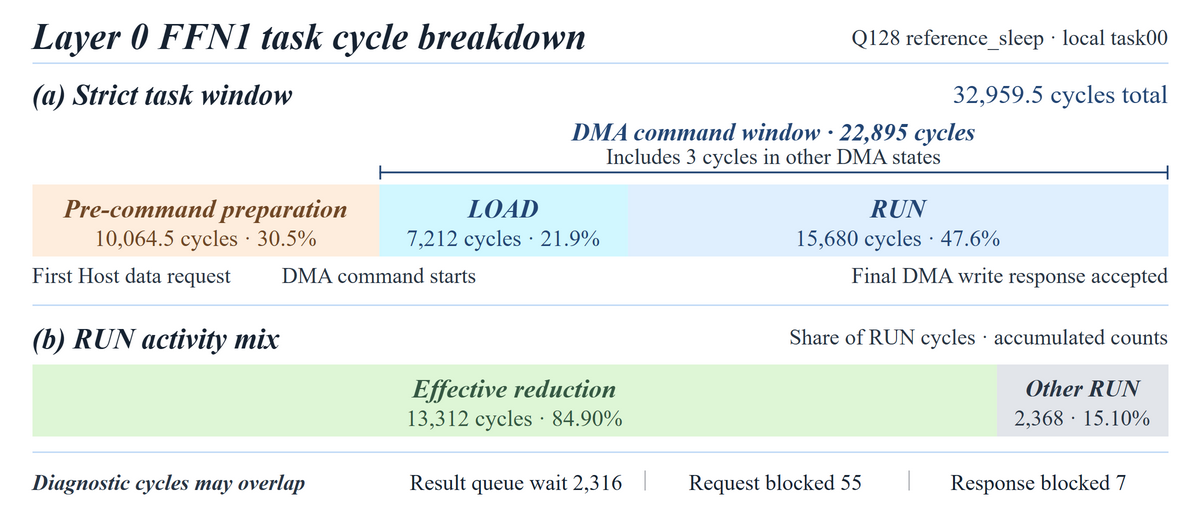 Layer 0 FFN1 task cycle breakdown
Q128 reference_sleep · local task00
(a) Strict task window
32,959.5 cycles total
DMA command window · 22,895 cycles
Includes 3 cycles in other DMA states
Pre-command preparation
10,064.5 cycles · 30.5%
LOAD
7,212 cycles · 21.9%
RUN
15,680 cycles · 47.6%
First Host data request
DMA command starts
Final DMA write response accepted
(b) RUN activity mix
Share of RUN cycles · accumulated counts
Effective reduction
13,312 cycles · 84.90%
Other RUN
2,368 · 15.10%
Diagnostic cycles may overlap
Result queue wait 2,316
Request blocked 55
Response blocked 7